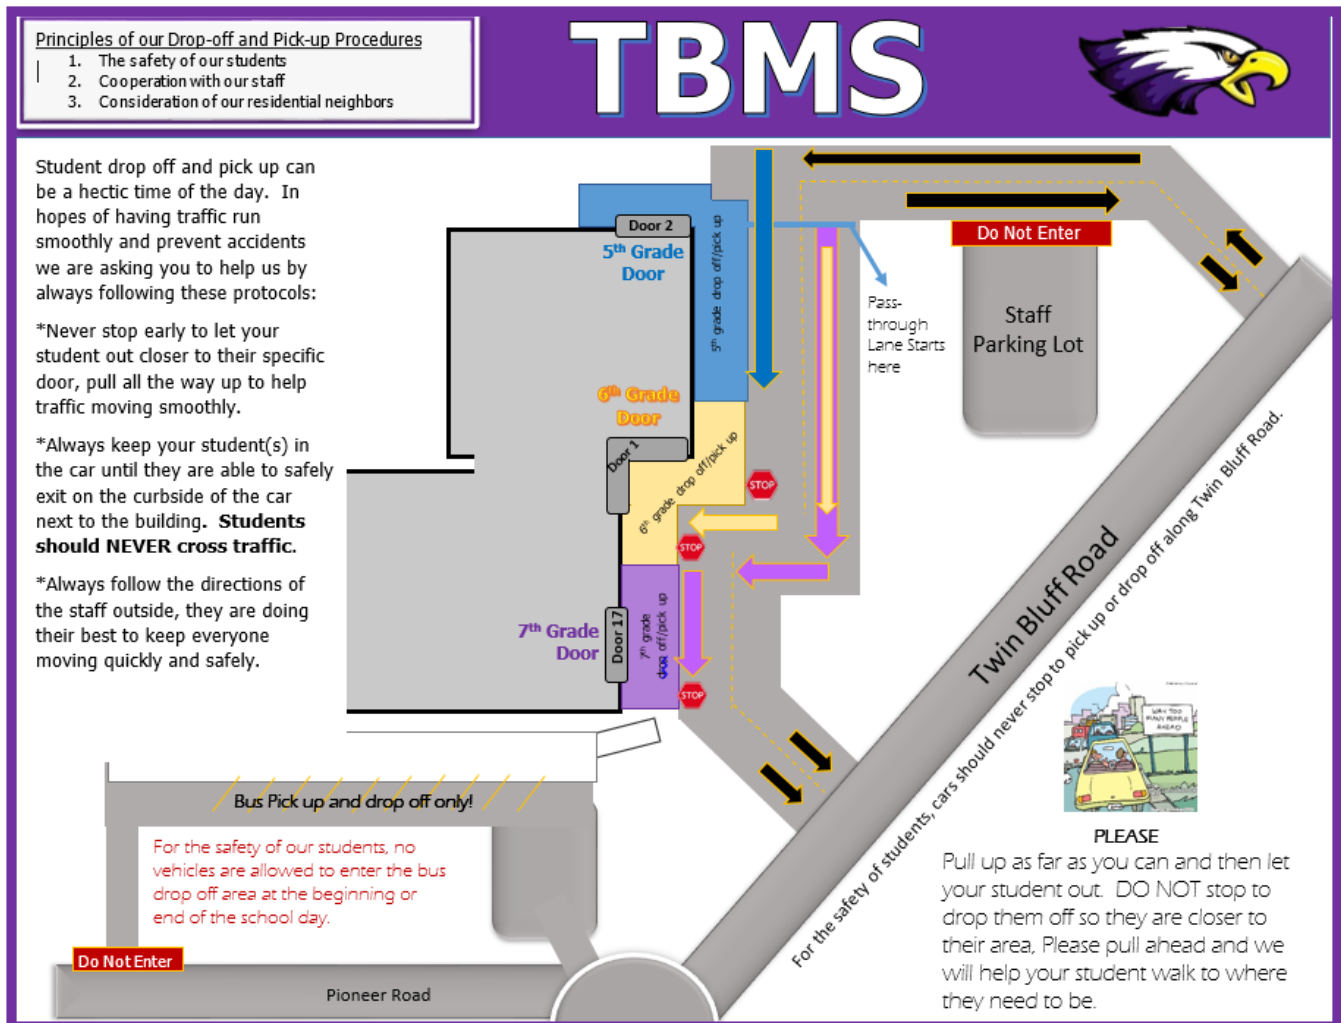 Principles of our Drop-off and Pick-up Procedures
1. The safety of our students
2. Cooperation with our staff
3. Consideration of our residential neighbors
TBMS
Student drop off and pick up can
be a hectic time of the day. In
hopes of having traffic run
smoothly and prevent accidents
we are asking you to help us by
always following these protocols:
*Never stop early to let your
student out closer to their specific
door, pull all the way up to help
traffic moving smoothly.
*Always keep your student(s) in
the car until they are able to safely
exit on the curbside of the car
next to the building. Students
should NEVER cross traffic.
*Always follow the directions of
the staff outside, they are doing
their best to keep everyone
moving quickly and safely.
Door 2
5th Grade
Door
5th grade drop off/pick up
6th Grade
Door
Door 1
6th grade drop off/pick up
STOP
STOP
7th Grade
Door
Door 17
7th grade
drop off/pick up
STOP
Pass-
through
Lane Starts
here
Do Not Enter
Staff
Parking Lot
Twin Bluff Road
For the safety of students, cars should never stop to pick up or drop off along Twin Bluff Road.
Bus Pick up and drop off only!
For the safety of our students, no
vehicles are allowed to enter the bus
drop off area at the beginning or
end of the school day.
Do Not Enter
Pioneer Road
WAY TOO
MANY PEOPLE
AHEAD
PLEASE
Pull up as far as you can and then let
your student out. DO NOT stop to
drop them off so they are closer to
their area, Please pull ahead and we
will help your student walk to where
they need to be.